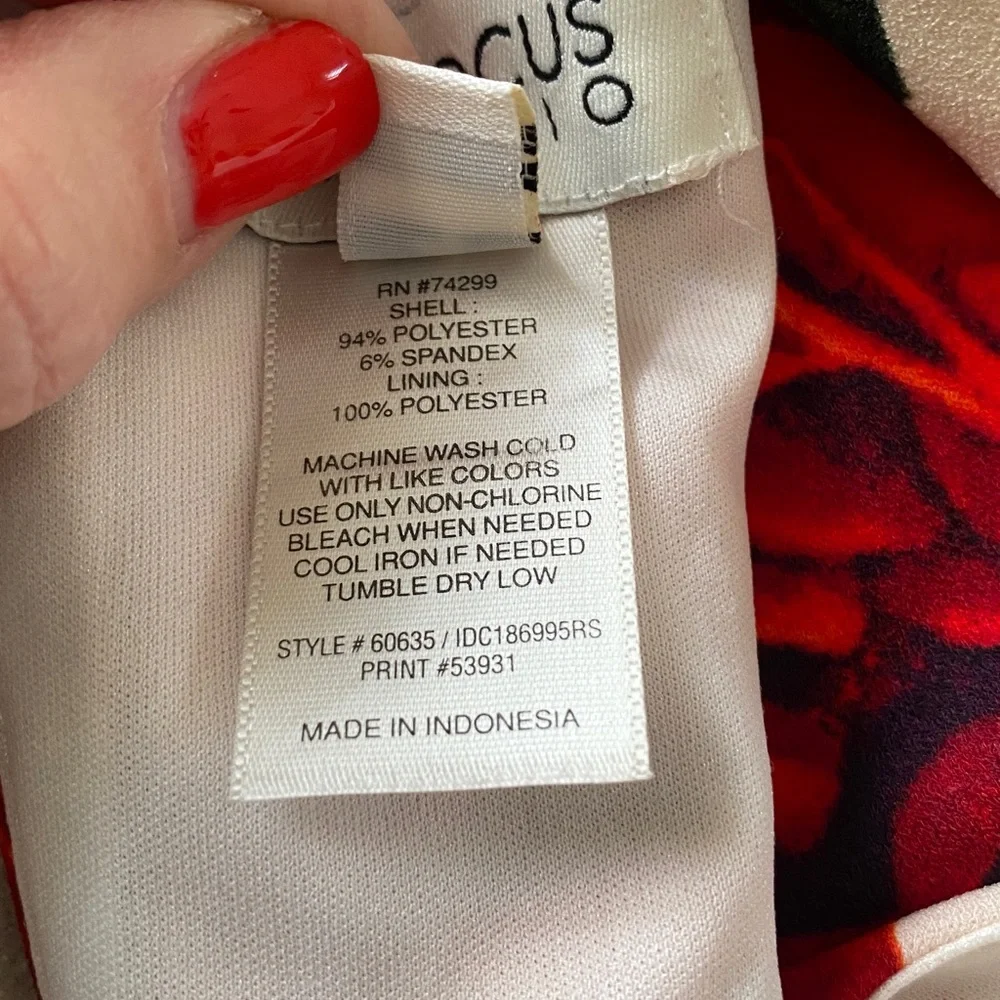 RN #74299
SHELL :
94% POLYESTER
6% SPANDEX
LINING :
100% POLYESTER
MACHINE WASH COLD
WITH LIKE COLORS
USE ONLY NON-CHLORINE
BLEACH WHEN NEEDED
COOL IRON IF NEEDED
TUMBLE DRY LOW
STYLE # 60635 / IDC186995RS
PRINT #53931
MADE IN INDONESIA